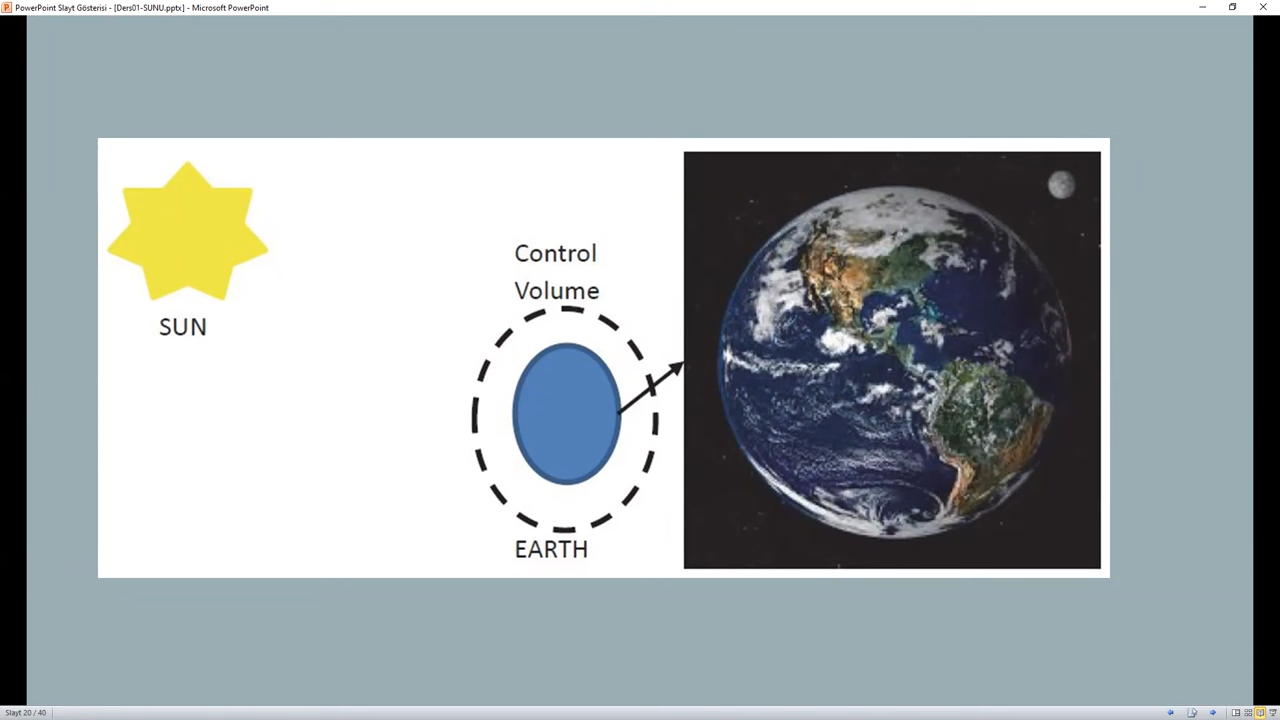 PowerPoint Slayt Gösterisi - [Ders01-SUNU.pptx] - Microsoft PowerPoint
Control
Volume
SUN
EARTH
Slayt 20 / 40